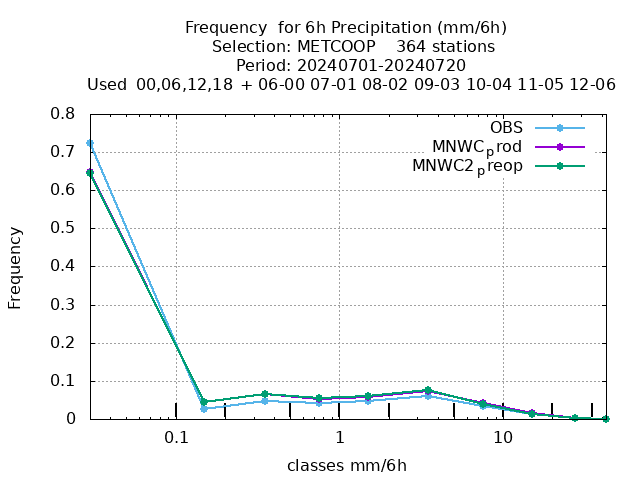 Frequency  for 6h Precipitation (mm/6h)
Selection: METCOOP    364 stations
Period: 20240701-20240720
Used  00,06,12,18  + 06-00 07-01 08-02 09-03 10-04 11-05 12-06
OBS
MNWCprod
MNWC2preop
0.8
0.7
0.6
0.5
0.4
0.3
0.2
0.1
0
Frequency
0.1 1 10
classes mm/6h